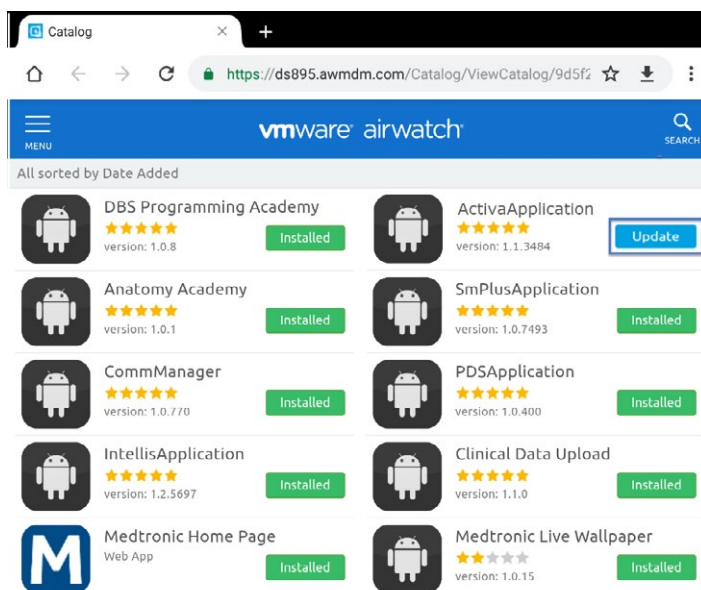 Catalog
https://ds895.awmdm.com/Catalog/ViewCatalog/9d5f2
MENU
vmware airwatch
SEARCH
All sorted by Date Added
DBS Programming Academy
version: 1.0.8
Installed
ActivaApplication
version: 1.1.3484
Update
Anatomy Academy
version: 1.0.1
Installed
SmPlusApplication
version: 1.0.7493
Installed
CommManager
version: 1.0.770
Installed
PDSApplication
version: 1.0.400
Installed
IntellisApplication
version: 1.2.5697
Installed
Clinical Data Upload
version: 1.1.0
Installed
M
Medtronic Home Page
Web App
Installed
Medtronic Live Wallpaper
version: 1.0.15
Installed